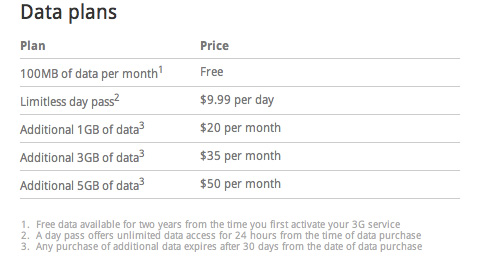 Data plans
Plan Price
100MB of data per month¹ Free
Limitless day pass² $9.99 per day
Additional 1GB of data³ $20 per month
Additional 3GB of data³ $35 per month
Additional 5GB of data³ $50 per month
1. Free data available for two years from the time you first activate your 3G service
2. A day pass offers unlimited data access for 24 hours from the time of data purchase
3. Any purchase of additional data expires after 30 days from the date of data purchase